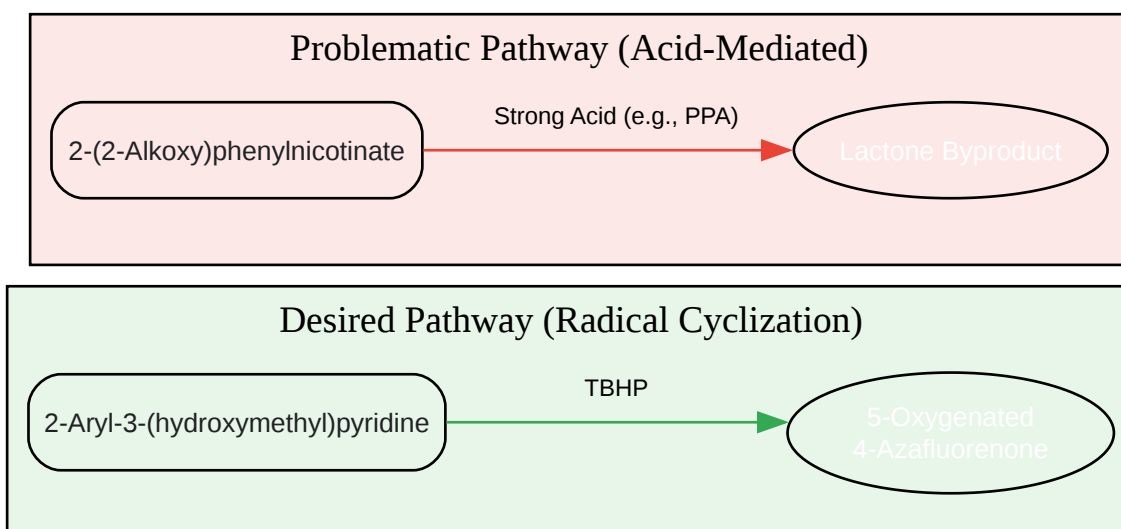 Problematic Pathway (Acid-Mediated)
2-(2-Alkoxy)phenylnicotinate
Strong Acid (e.g., PPA)
Lactone Byproduct
Desired Pathway (Radical Cyclization)
2-Aryl-3-(hydroxymethyl)pyridine
TBHP
5-Oxygenated
4-Azafluorenone